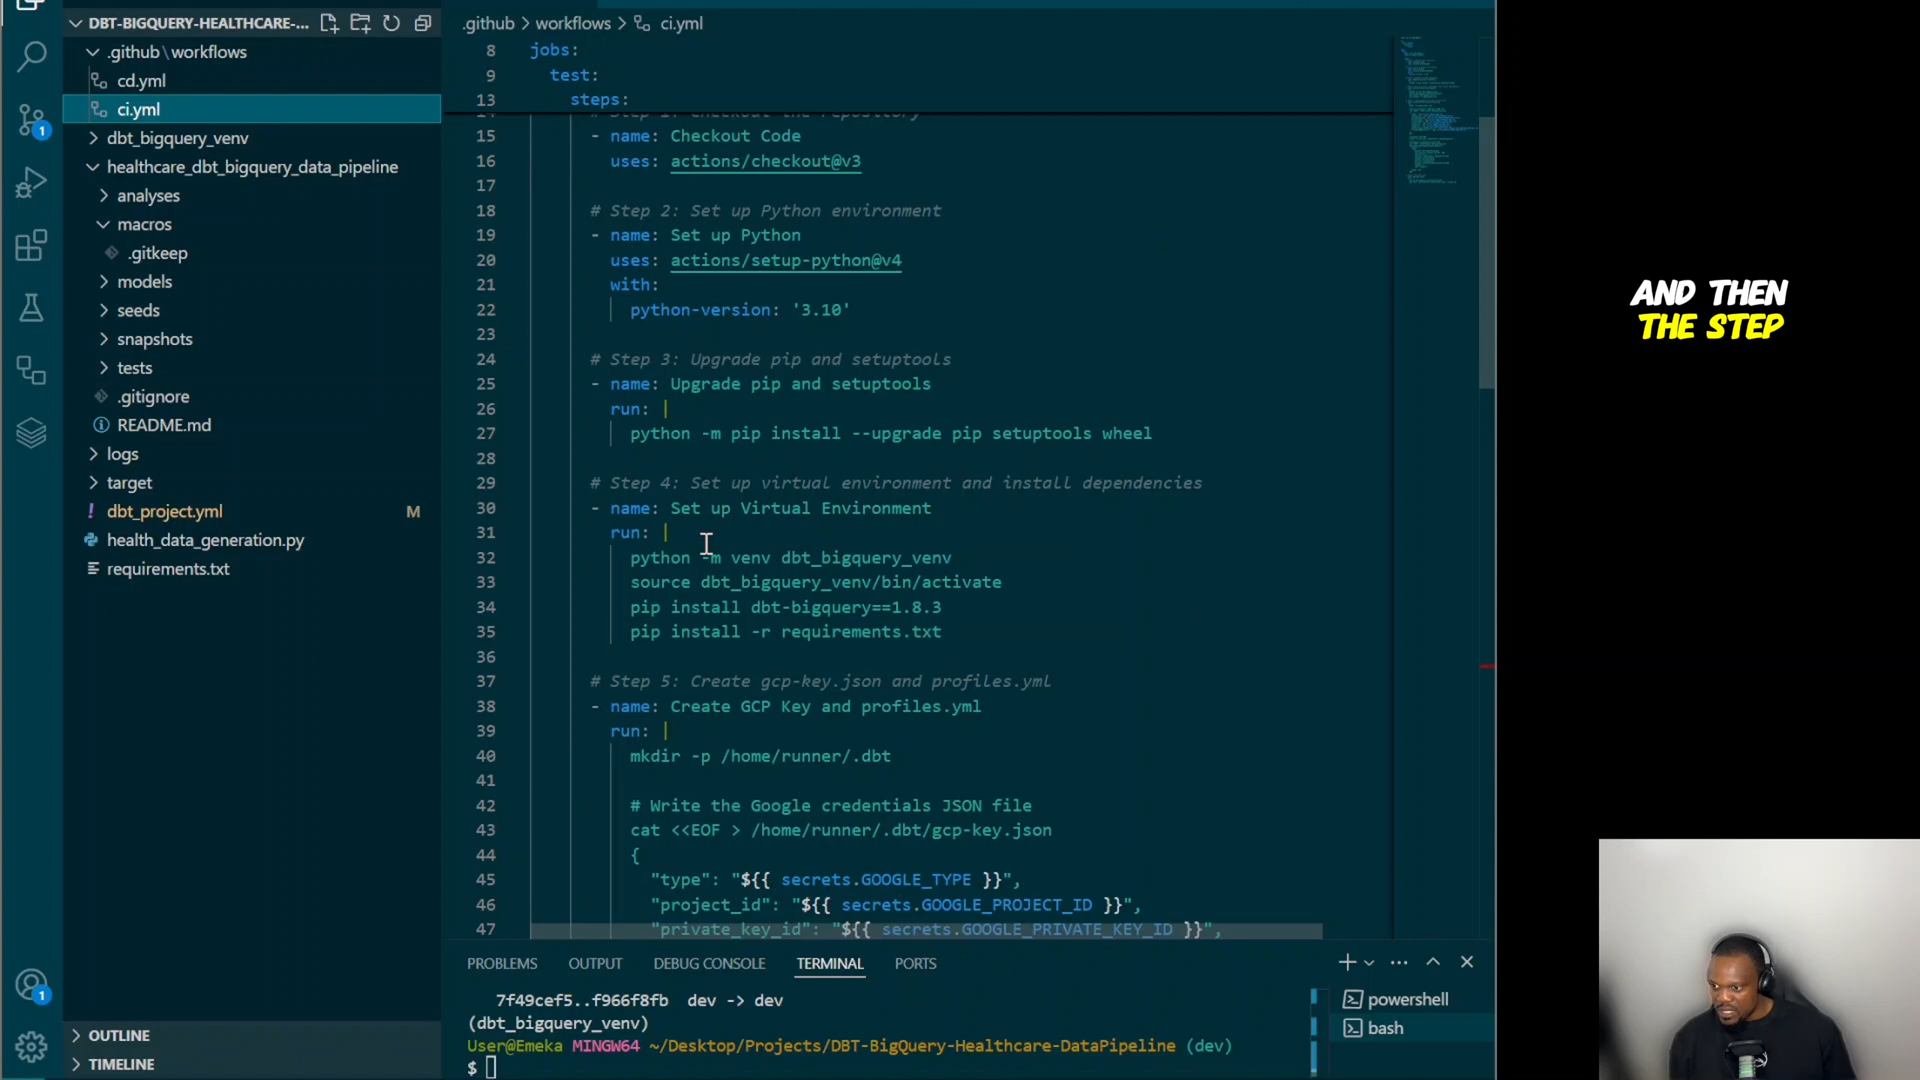 DBT-BIGQUERY-HEALTHCARE-...
.github\workflows
cd.yml
ci.yml
dbt_bigquery_venv
healthcare_dbt_bigquery_data_pipeline
analyses
macros
.gitkeep
models
seeds
snapshots
tests
.gitignore
README.md
logs
target
dbt_project.yml M
health_data_generation.py
requirements.txt
OUTLINE
TIMELINE
1
1
.github > workflows > ci.yml
8 jobs:
9 test:
13 steps:
14 # Step 1: Checkout the repository
15 - name: Checkout Code
16 uses: actions/checkout@v3
17
18 # Step 2: Set up Python environment
19 - name: Set up Python
20 uses: actions/setup-python@v4
21 with:
22 python-version: '3.10'
23
24 # Step 3: Upgrade pip and setuptools
25 - name: Upgrade pip and setuptools
26 run: |
27 python -m pip install --upgrade pip setuptools wheel
28
29 # Step 4: Set up virtual environment and install dependencies
30 - name: Set up Virtual Environment
31 run: |
32 python -m venv dbt_bigquery_venv
33 source dbt_bigquery_venv/bin/activate
34 pip install dbt-bigquery==1.8.3
35 pip install -r requirements.txt
36
37 # Step 5: Create gcp-key.json and profiles.yml
38 - name: Create GCP Key and profiles.yml
39 run: |
40 mkdir -p /home/runner/.dbt
41
42 # Write the Google credentials JSON file
43 cat <<EOF > /home/runner/.dbt/gcp-key.json
44 {
45 "type": "${{ secrets.GOOGLE_TYPE }}",
46 "project_id": "${{ secrets.GOOGLE_PROJECT_ID }}",
47 "private_key_id": "${{ secrets.GOOGLE_PRIVATE_KEY_ID }}",
PROBLEMS OUTPUT DEBUG CONSOLE TERMINAL PORTS
7f49cef5..f966f8fb dev -> dev
(dbt_bigquery_venv)
User@Emeka MINGW64 ~/Desktop/Projects/DBT-BigQuery-Healthcare-DataPipeline (dev)
$
powershell
bash
AND THEN
THE STEP